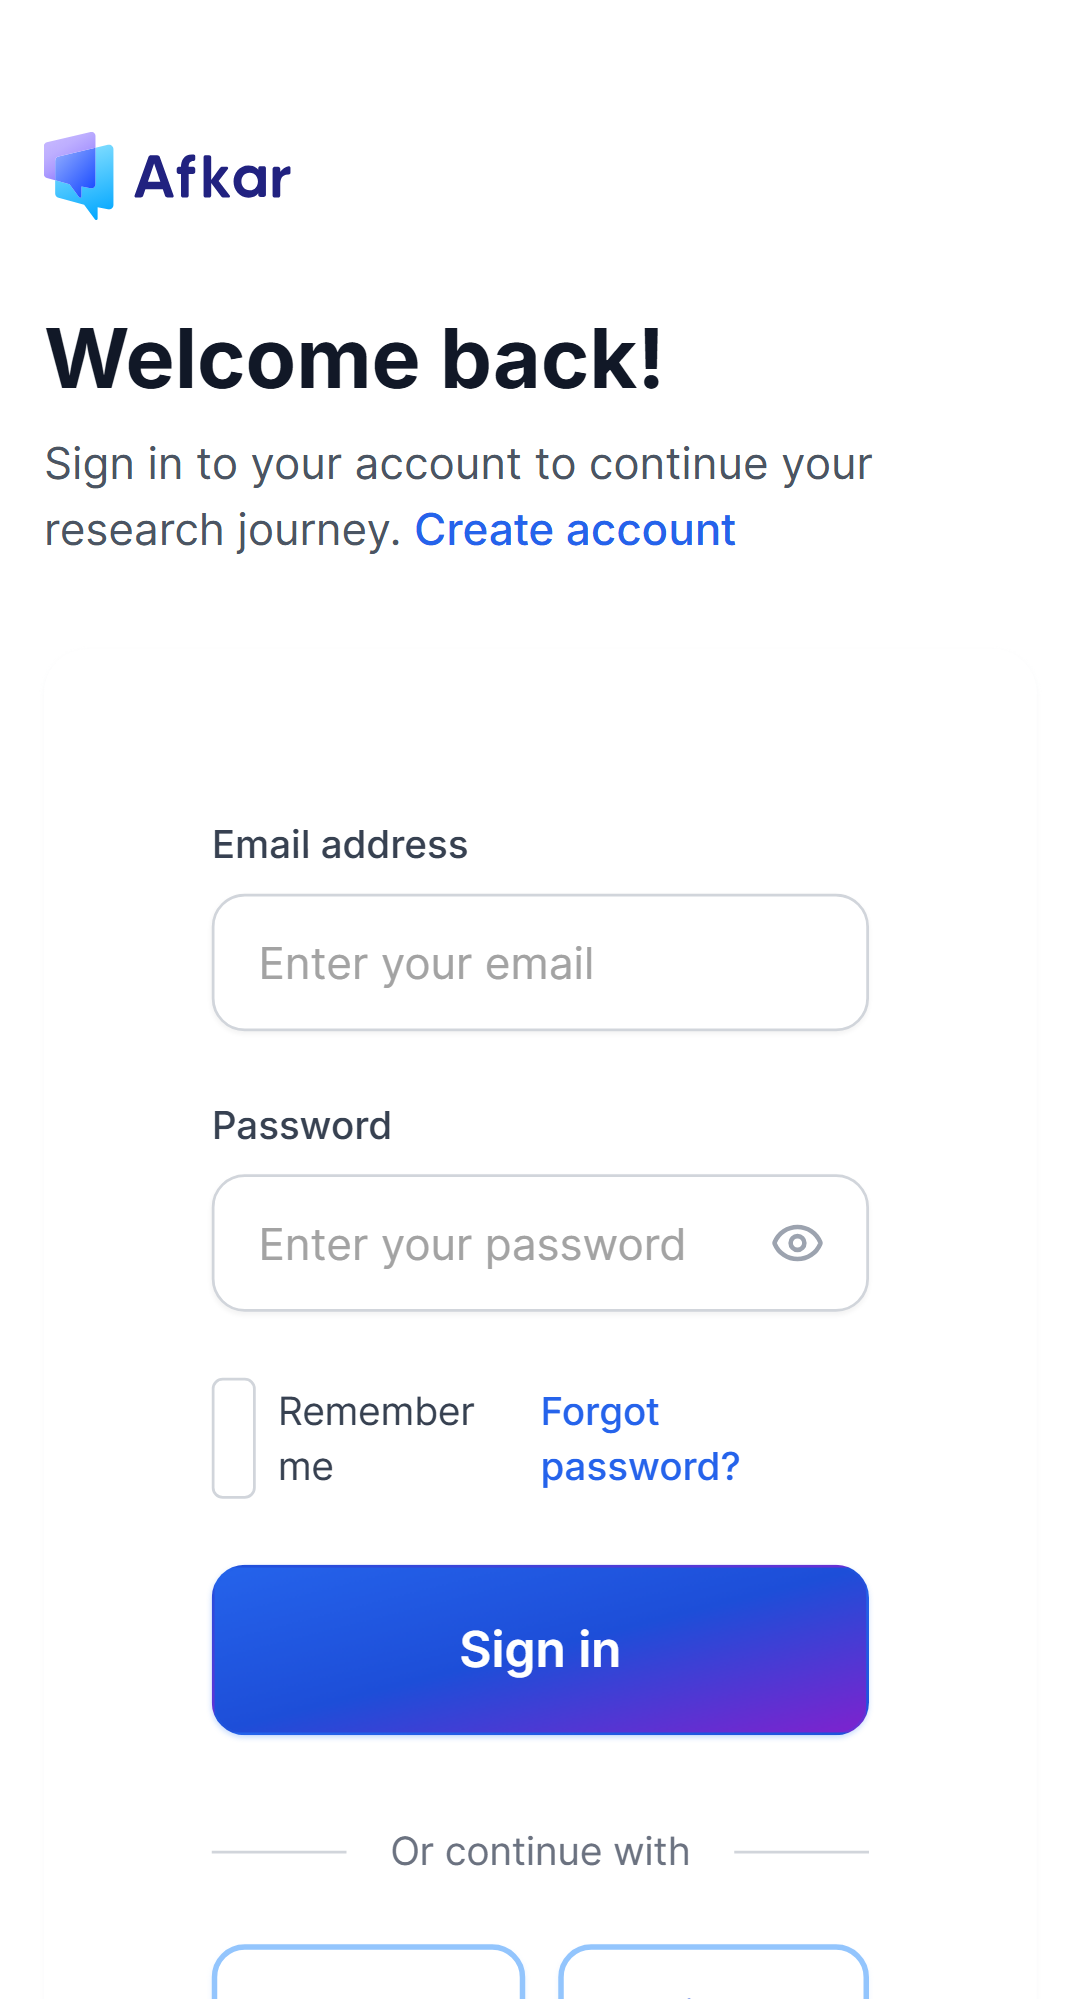 Afkar
Welcome back!
Sign in to your account to continue your
research journey. Create account
Email address
Enter your email
Password
Enter your password
Remember
me
Forgot
password?
Sign in
Or continue with